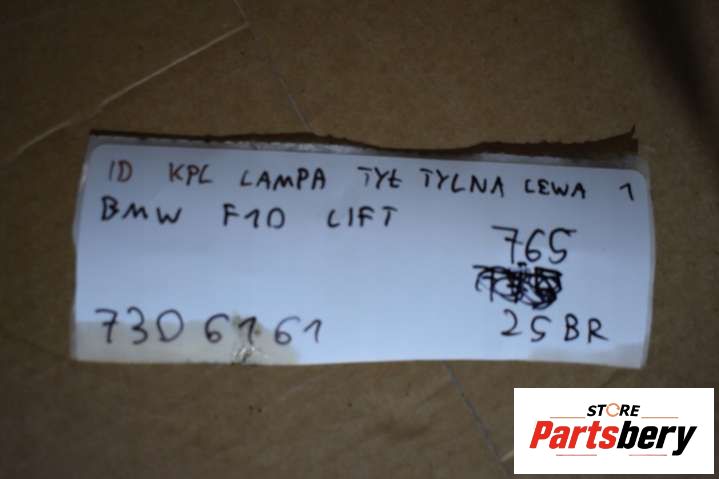 ID KPL LAMPA TYŁ TYLNA LEWA 1
BMW F10 LIFT
765
7306161
25BR
STORE
Partsbery